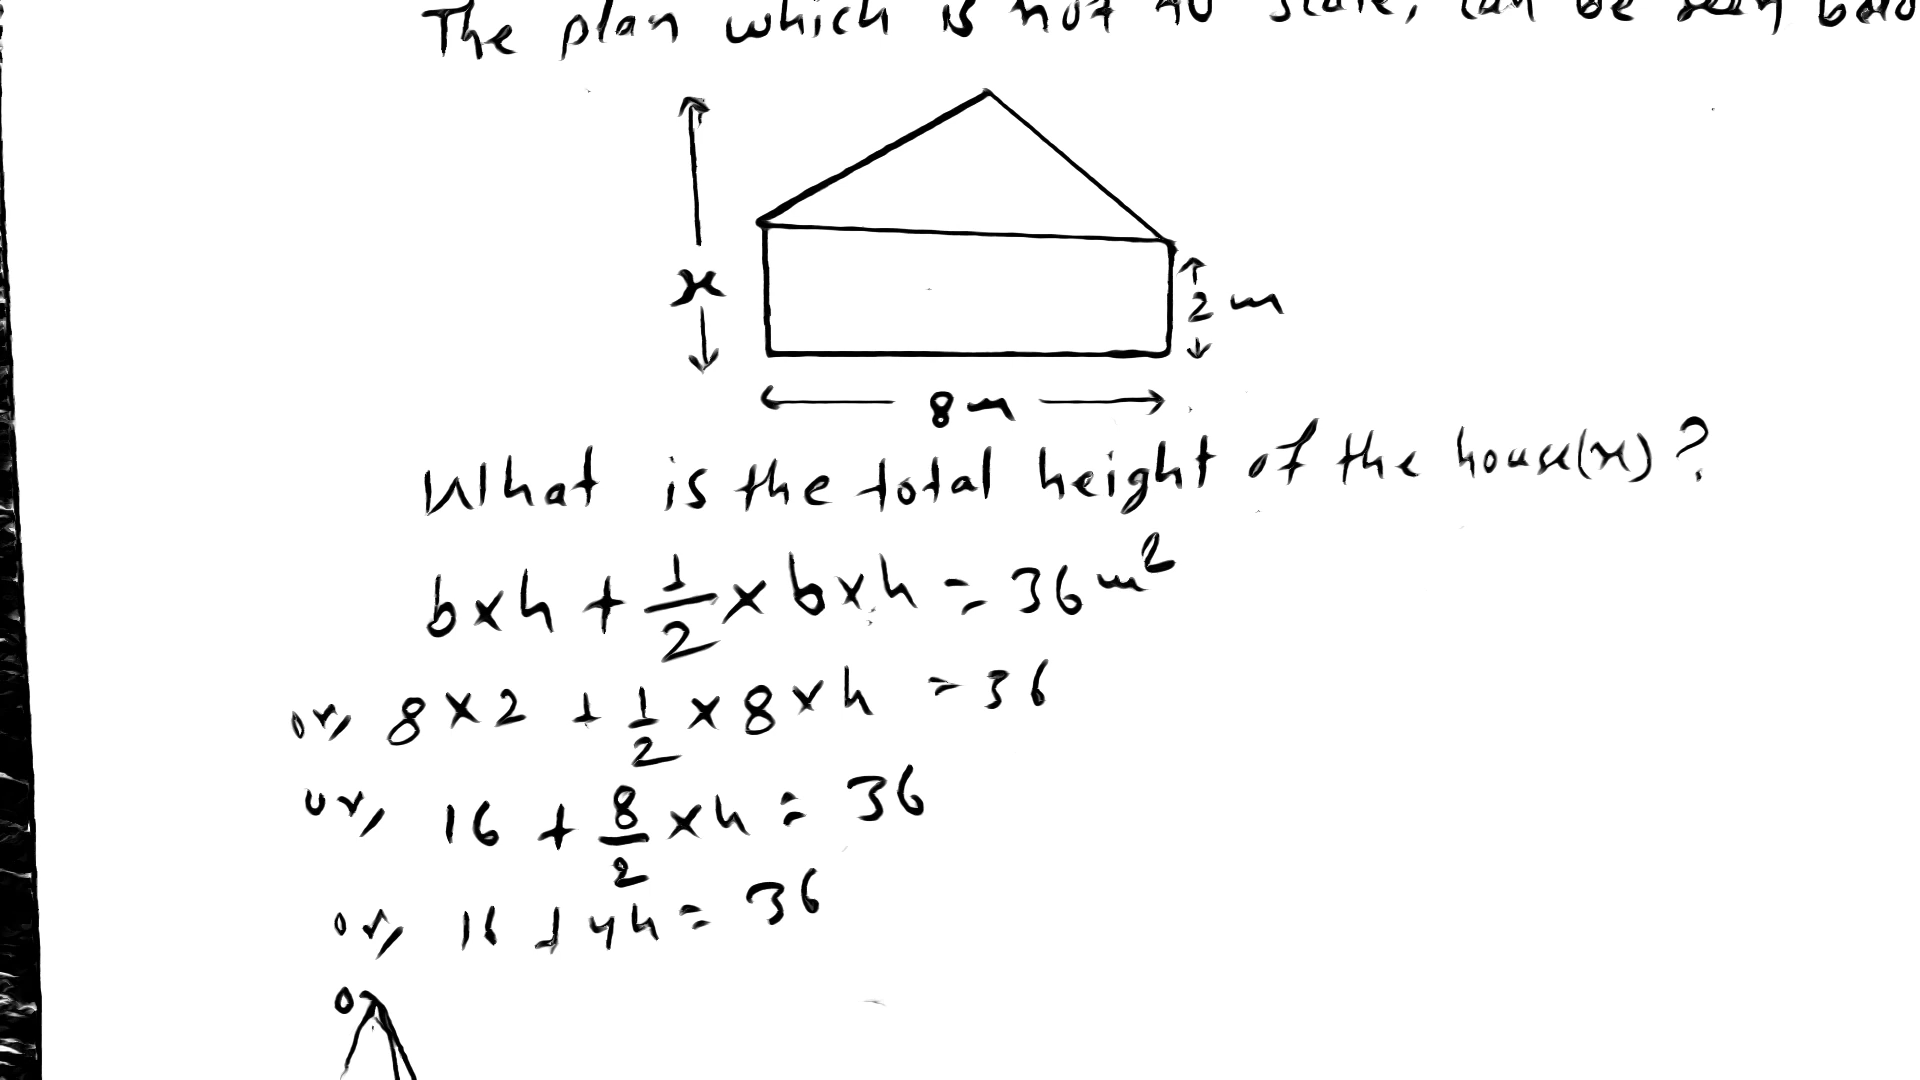 The plan which is not to scale, can be seen
x
2 m
8 m
What is the total height of the house(x)?
b×h + 1/2 × b×h = 36 m²
or, 8×2 + 1/2 × 8×h = 36
or, 16 + 8/2 ×h = 36
or, 16 + 4h = 36